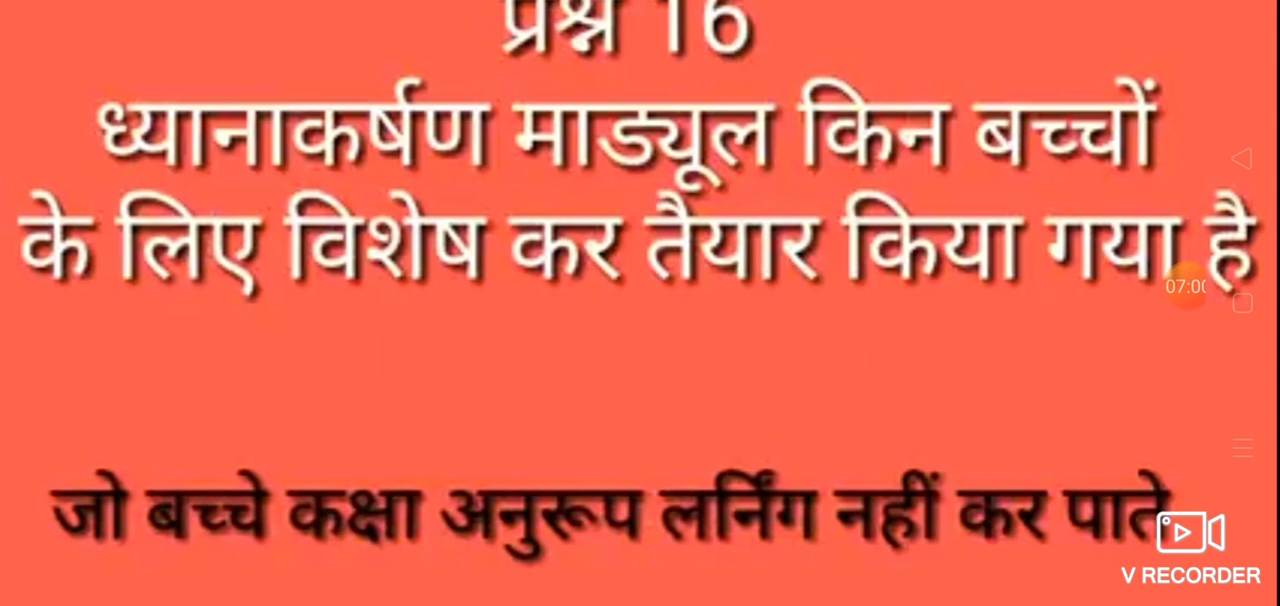 प्रश्न 16
ध्यानाकर्षण माड्यूल किन बच्चों
के लिए विशेष कर तैयार किया गया है
07:00
जो बच्चे कक्षा अनुरूप लर्निंग नहीं कर पाते
V RECORDER